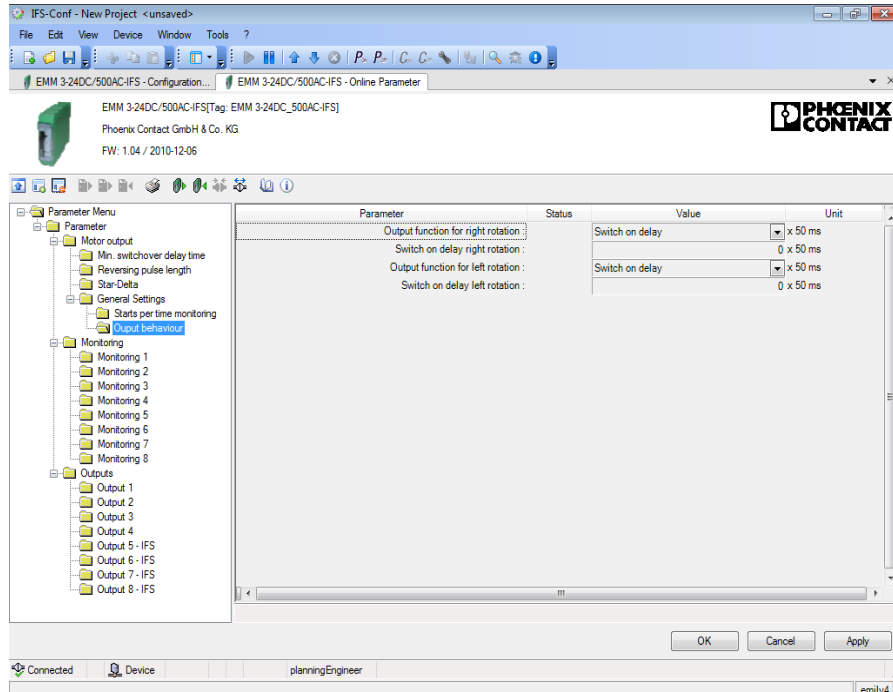 IFS-Conf - New Project <unsaved>
File Edit View Device Window Tools ?
EMM 3-24DC/500AC-IFS - Configuration... EMM 3-24DC/500AC-IFS - Online Parameter
EMM 3-24DC/500AC-IFS[Tag: EMM 3-24DC_500AC-IFS]
Phoenix Contact GmbH & Co. KG
FW: 1.04 / 2010-12-06
PHŒNIX
CONTACT
Parameter Menu
Parameter
Motor output
Min. switchover delay time
Reversing pulse length
Star-Delta
General Settings
Starts per time monitoring
Ouput behaviour
Monitoring
Monitoring 1
Monitoring 2
Monitoring 3
Monitoring 4
Monitoring 5
Monitoring 6
Monitoring 7
Monitoring 8
Outputs
Output 1
Output 2
Output 3
Output 4
Output 5 - IFS
Output 6 - IFS
Output 7 - IFS
Output 8 - IFS
Parameter Status Value Unit
Output function for right rotation : Switch on delay x 50 ms
Switch on delay right rotation : 0 x 50 ms
Output function for left rotation : Switch on delay x 50 ms
Switch on delay left rotation : 0 x 50 ms
OK Cancel Apply
Connected Device planningEngineer
emily4